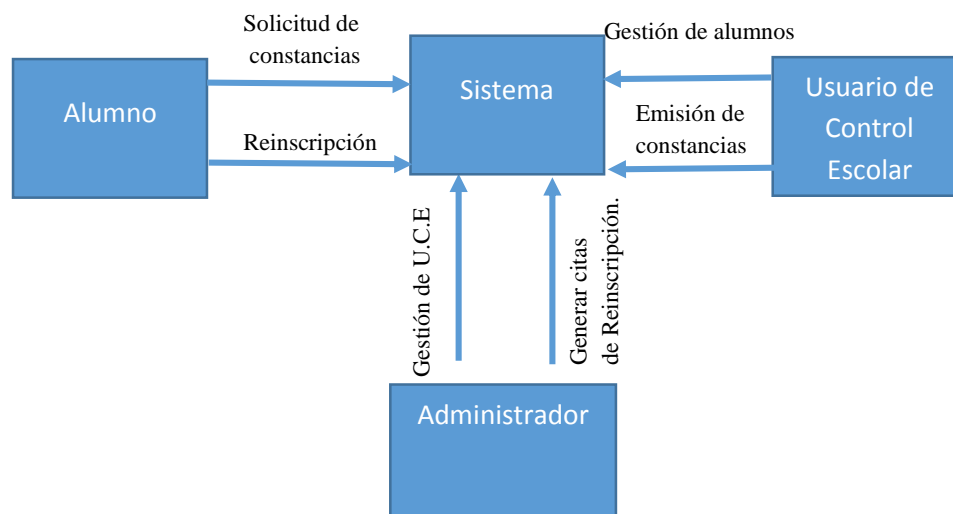 Solicitud de
constancias
Alumno
Reinscripción
Sistema
Gestión de alumnos
Emisión de
constancias
Usuario de
Control
Escolar
Gestión de U.C.E
Generar citas
de Reinscripción.
Administrador